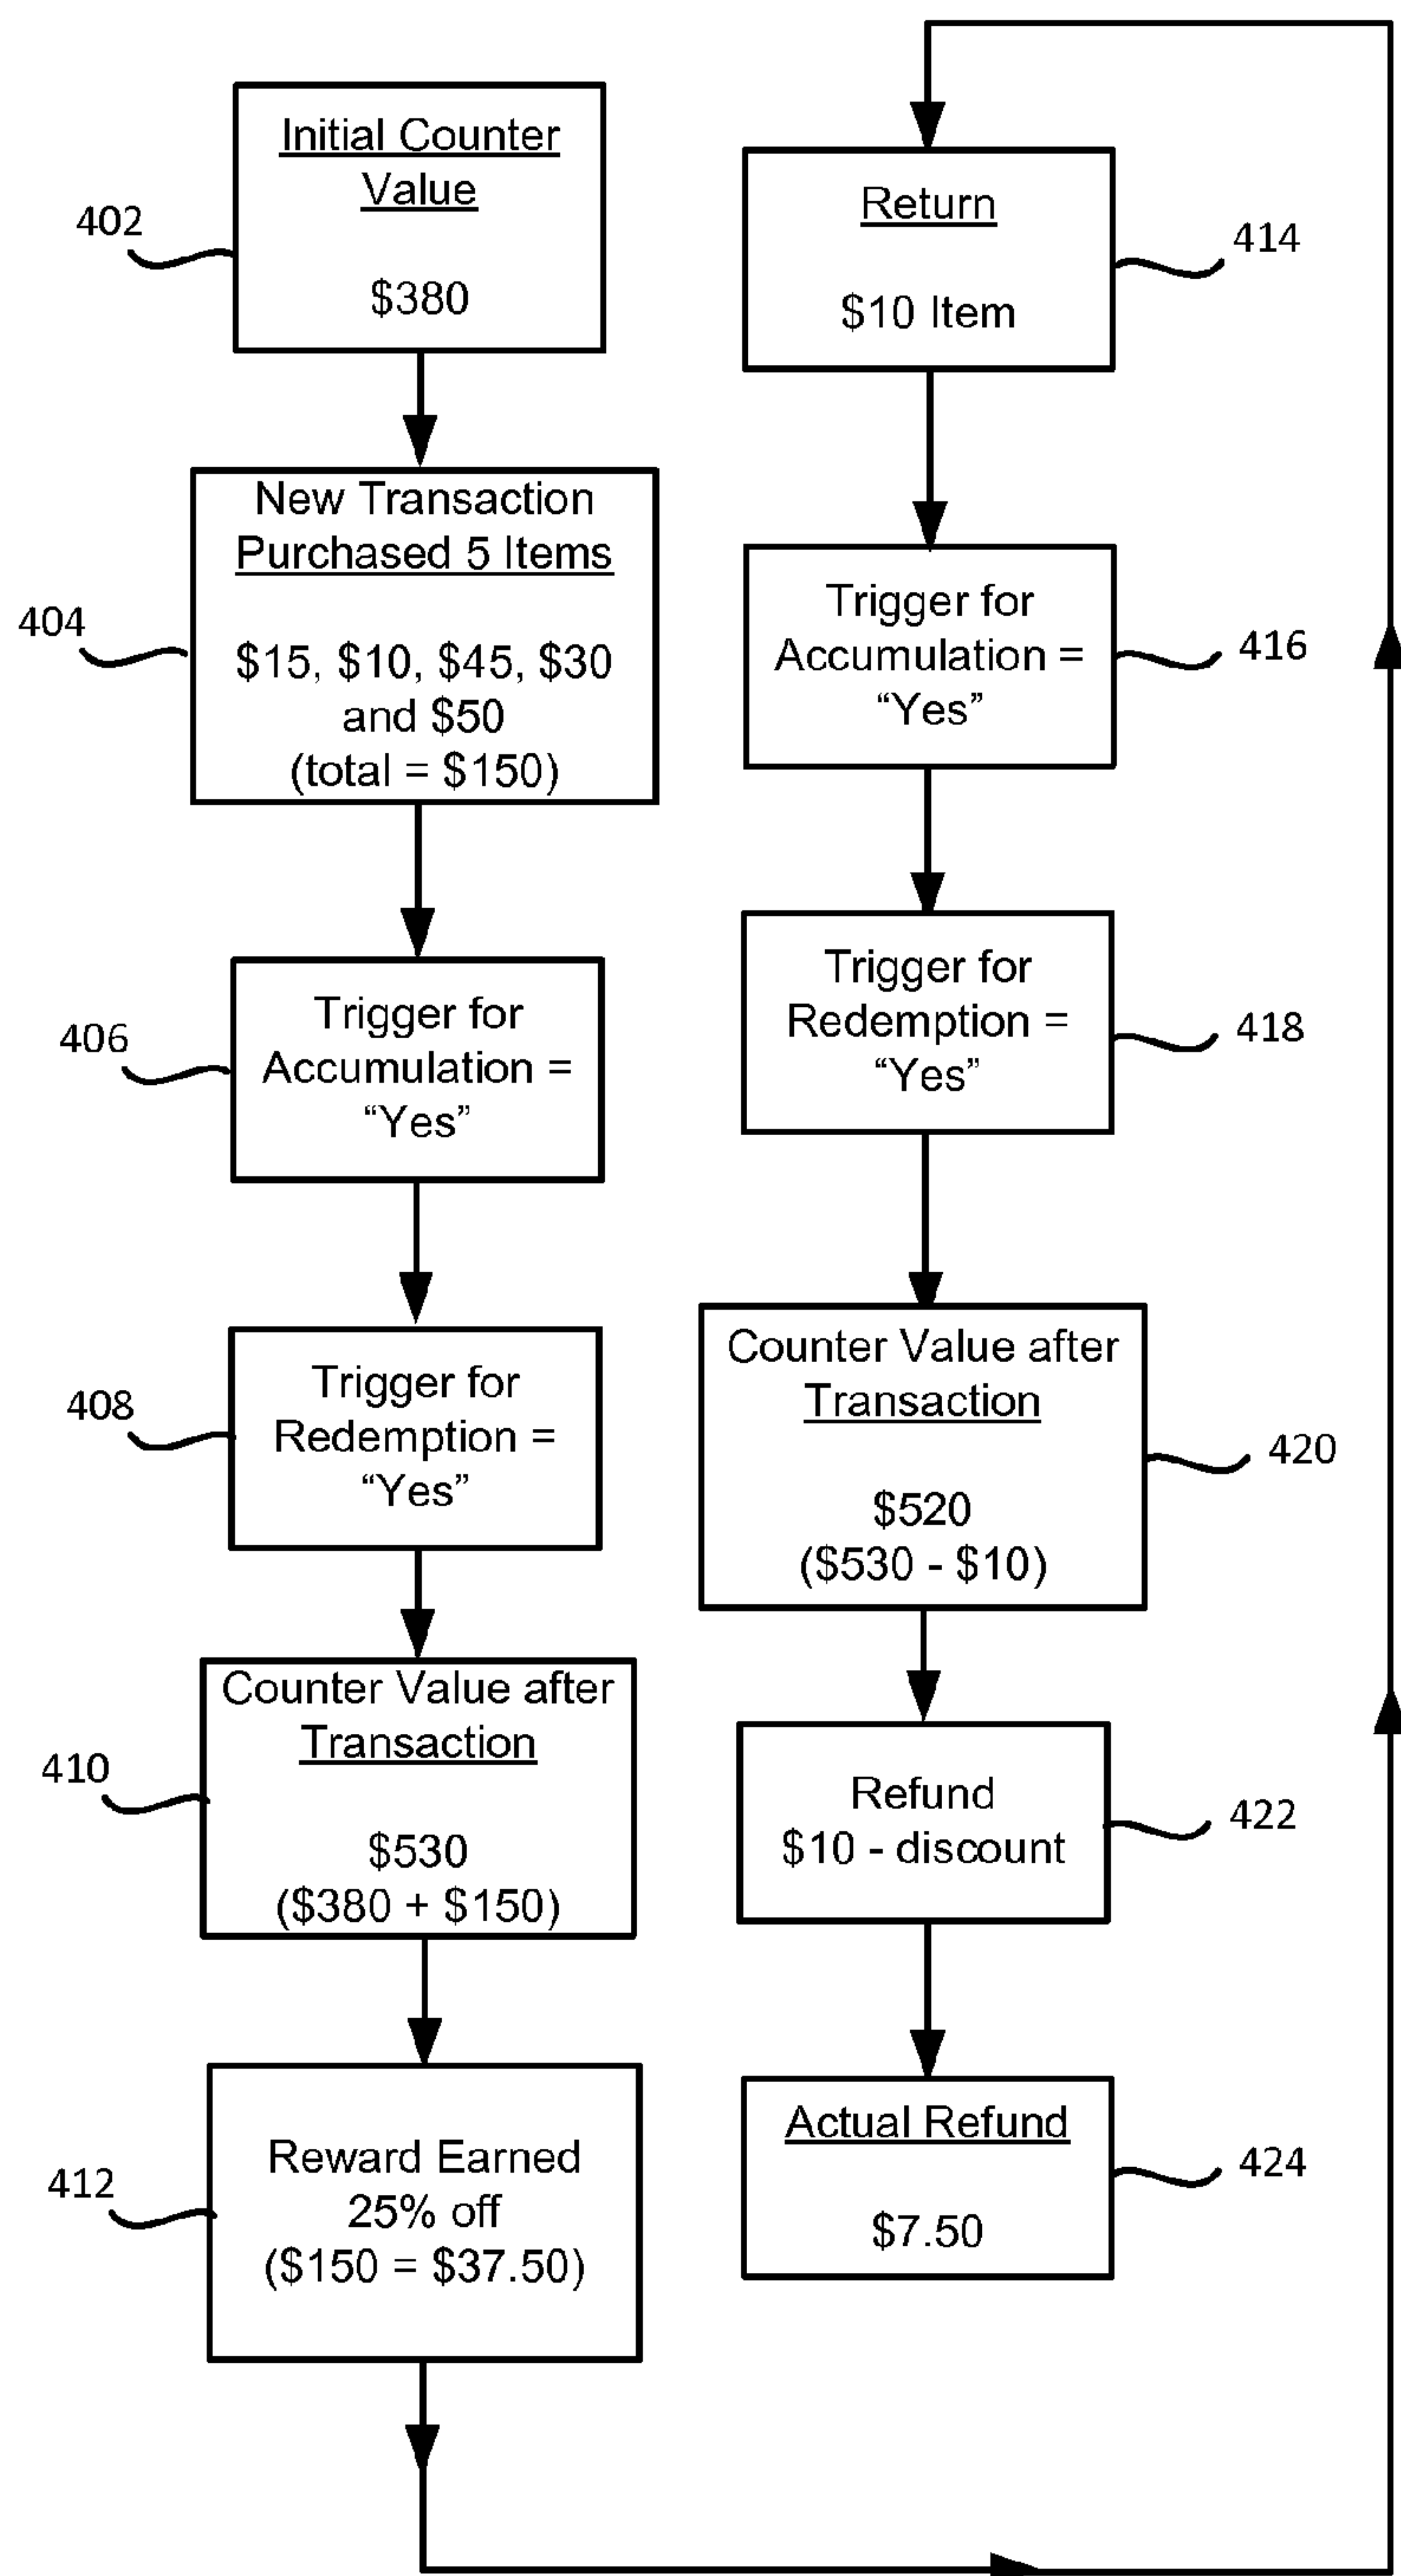 Initial Counter
Value
$380
402
New Transaction
Purchased 5 Items
$15, $10, $45, $30
and $50
(total = $150)
404
Trigger for
Accumulation =
“Yes”
406
Trigger for
Redemption =
“Yes”
408
Counter Value after
Transaction
$530
($380 + $150)
410
Reward Earned
25% off
($150 = $37.50)
412
Return
$10 Item
414
Trigger for
Accumulation =
“Yes”
416
Trigger for
Redemption =
“Yes”
418
Counter Value after
Transaction
$520
($530 - $10)
420
Refund
$10 - discount
422
Actual Refund
$7.50
424